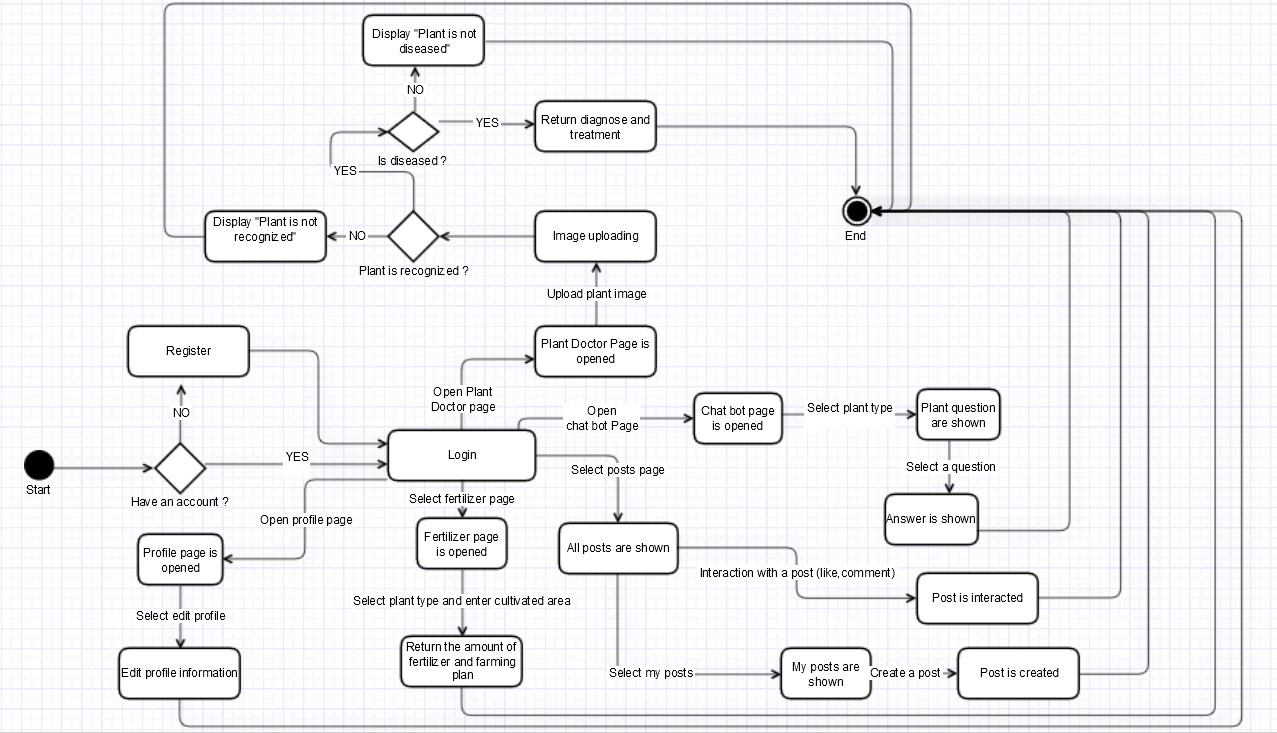 Display "Plant is not
diseased"
NO
YES
Return diagnose and
treatment
Is diseased ?
YES
Display "Plant is not
recognized"
NO
Image uploading
End
Plant is recognized ?
Upload plant image
Register
Plant Doctor Page is
opened
Open Plant
Doctor page
NO
Open
chat bot Page
Chat bot page
is opened
Select plant type
Plant question
are shown
YES
Login
Select posts page
Select a question
Start
Have an account ?
Select fertilizer page
Open profile page
Answer is shown
Profile page is
opened
Fertilizer page
is opened
All posts are shown
Interaction with a post (like,comment)
Select edit profile
Select plant type and enter cultivated area
Post is interacted
Edit profile information
Return the amount of
fertilizer and farming
plan
Select my posts
My posts are
shown
Create a post
Post is created